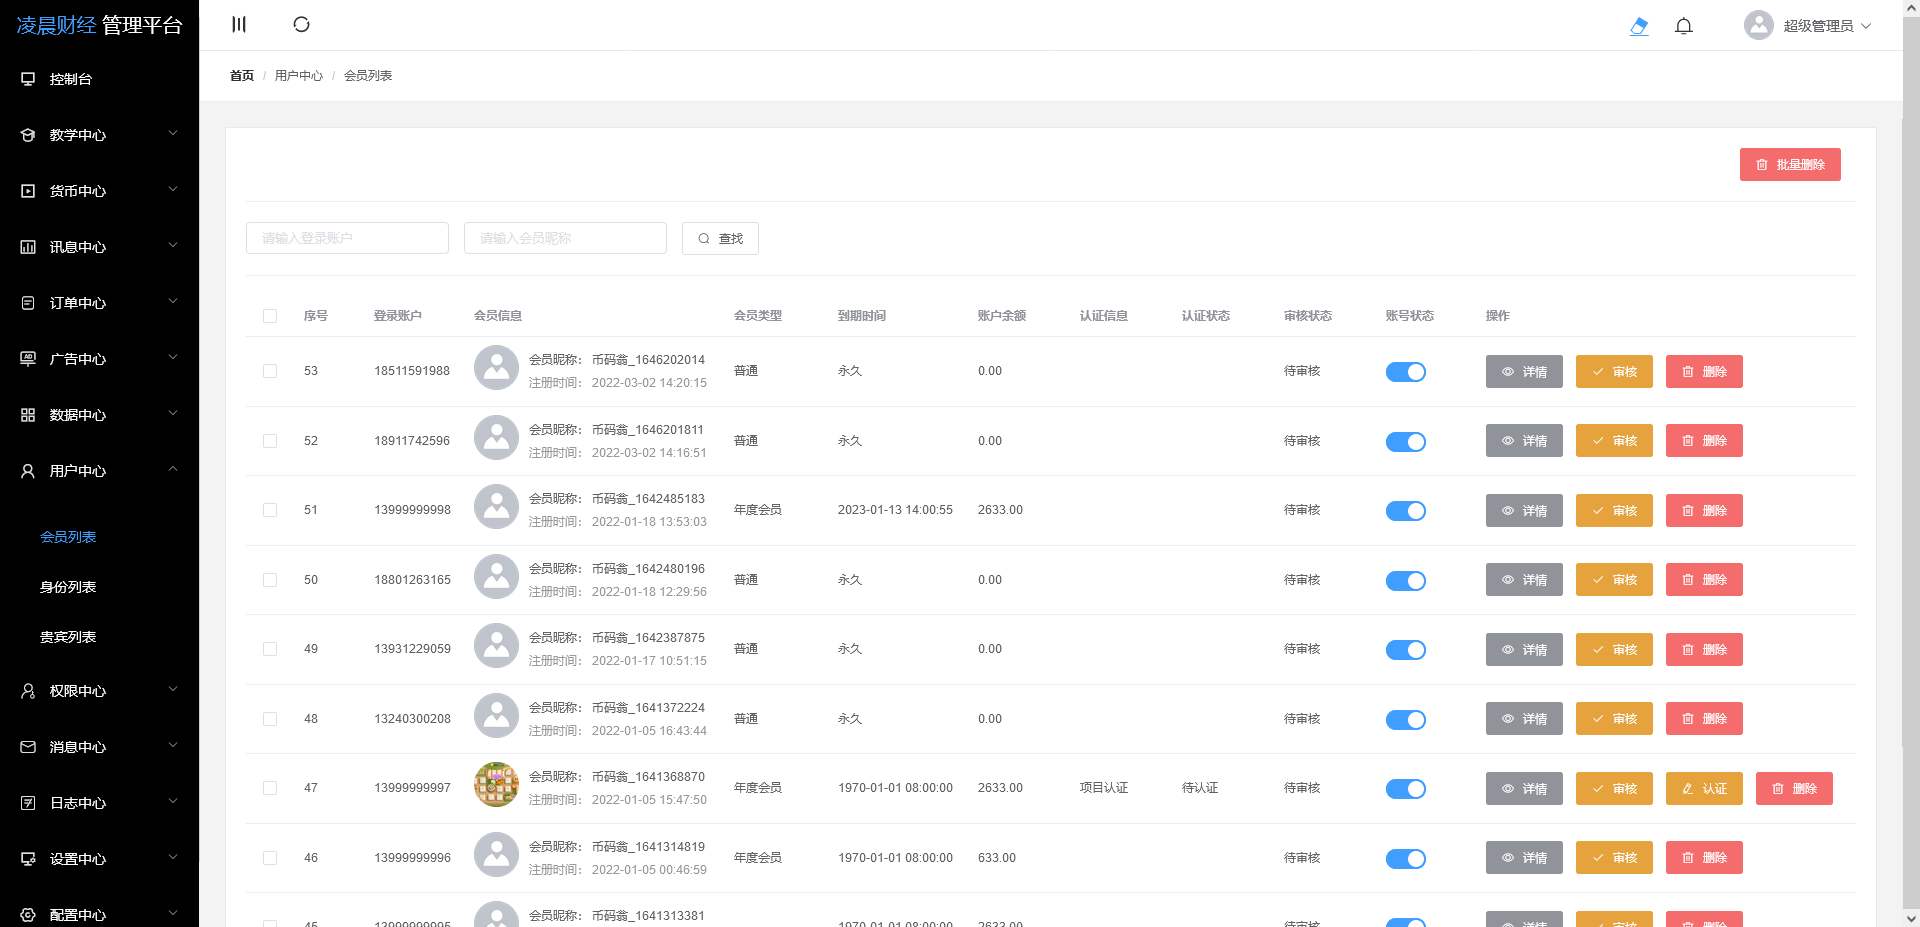 凌晨财经 管理平台
超级管理员
首页 / 用户中心 / 会员列表
控制台
教学中心
货币中心
讯息中心
订单中心
广告中心
数据中心
用户中心
会员列表
身份列表
贵宾列表
权限中心
消息中心
日志中心
设置中心
配置中心
批量删除
请输入登录账户 请输入会员昵称 查找
序号 登录账户 会员信息 会员类型 到期时间 账户余额 认证信息 认证状态 审核状态 账号状态 操作
53 18511591988 会员昵称: 币码翁_1646202014 普通 永久 0.00 待审核 详情 审核 删除
注册时间: 2022-03-02 14:20:15
52 18911742596 会员昵称: 币码翁_1646201811 普通 永久 0.00 待审核 详情 审核 删除
注册时间: 2022-03-02 14:16:51
51 13999999998 会员昵称: 币码翁_1642485183 年度会员 2023-01-13 14:00:55 2633.00 待审核 详情 审核 删除
注册时间: 2022-01-18 13:53:03
50 18801263165 会员昵称: 币码翁_1642480196 普通 永久 0.00 待审核 详情 审核 删除
注册时间: 2022-01-18 12:29:56
49 13931229059 会员昵称: 币码翁_1642387875 普通 永久 0.00 待审核 详情 审核 删除
注册时间: 2022-01-17 10:51:15
48 13240300208 会员昵称: 币码翁_1641372224 普通 永久 0.00 待审核 详情 审核 删除
注册时间: 2022-01-05 16:43:44
47 13999999997 会员昵称: 币码翁_1641368870 年度会员 1970-01-01 08:00:00 2633.00 项目认证 待认证 待审核 详情 审核 认证 删除
注册时间: 2022-01-05 15:47:50
46 13999999996 会员昵称: 币码翁_1641314819 年度会员 1970-01-01 08:00:00 633.00 待审核 详情 审核 删除
注册时间: 2022-01-05 00:46:59
45 13999999995 会员昵称: 币码翁_1641313381 1970-01-01 08:00:00 2633.00 待审核 详情 审核 删除